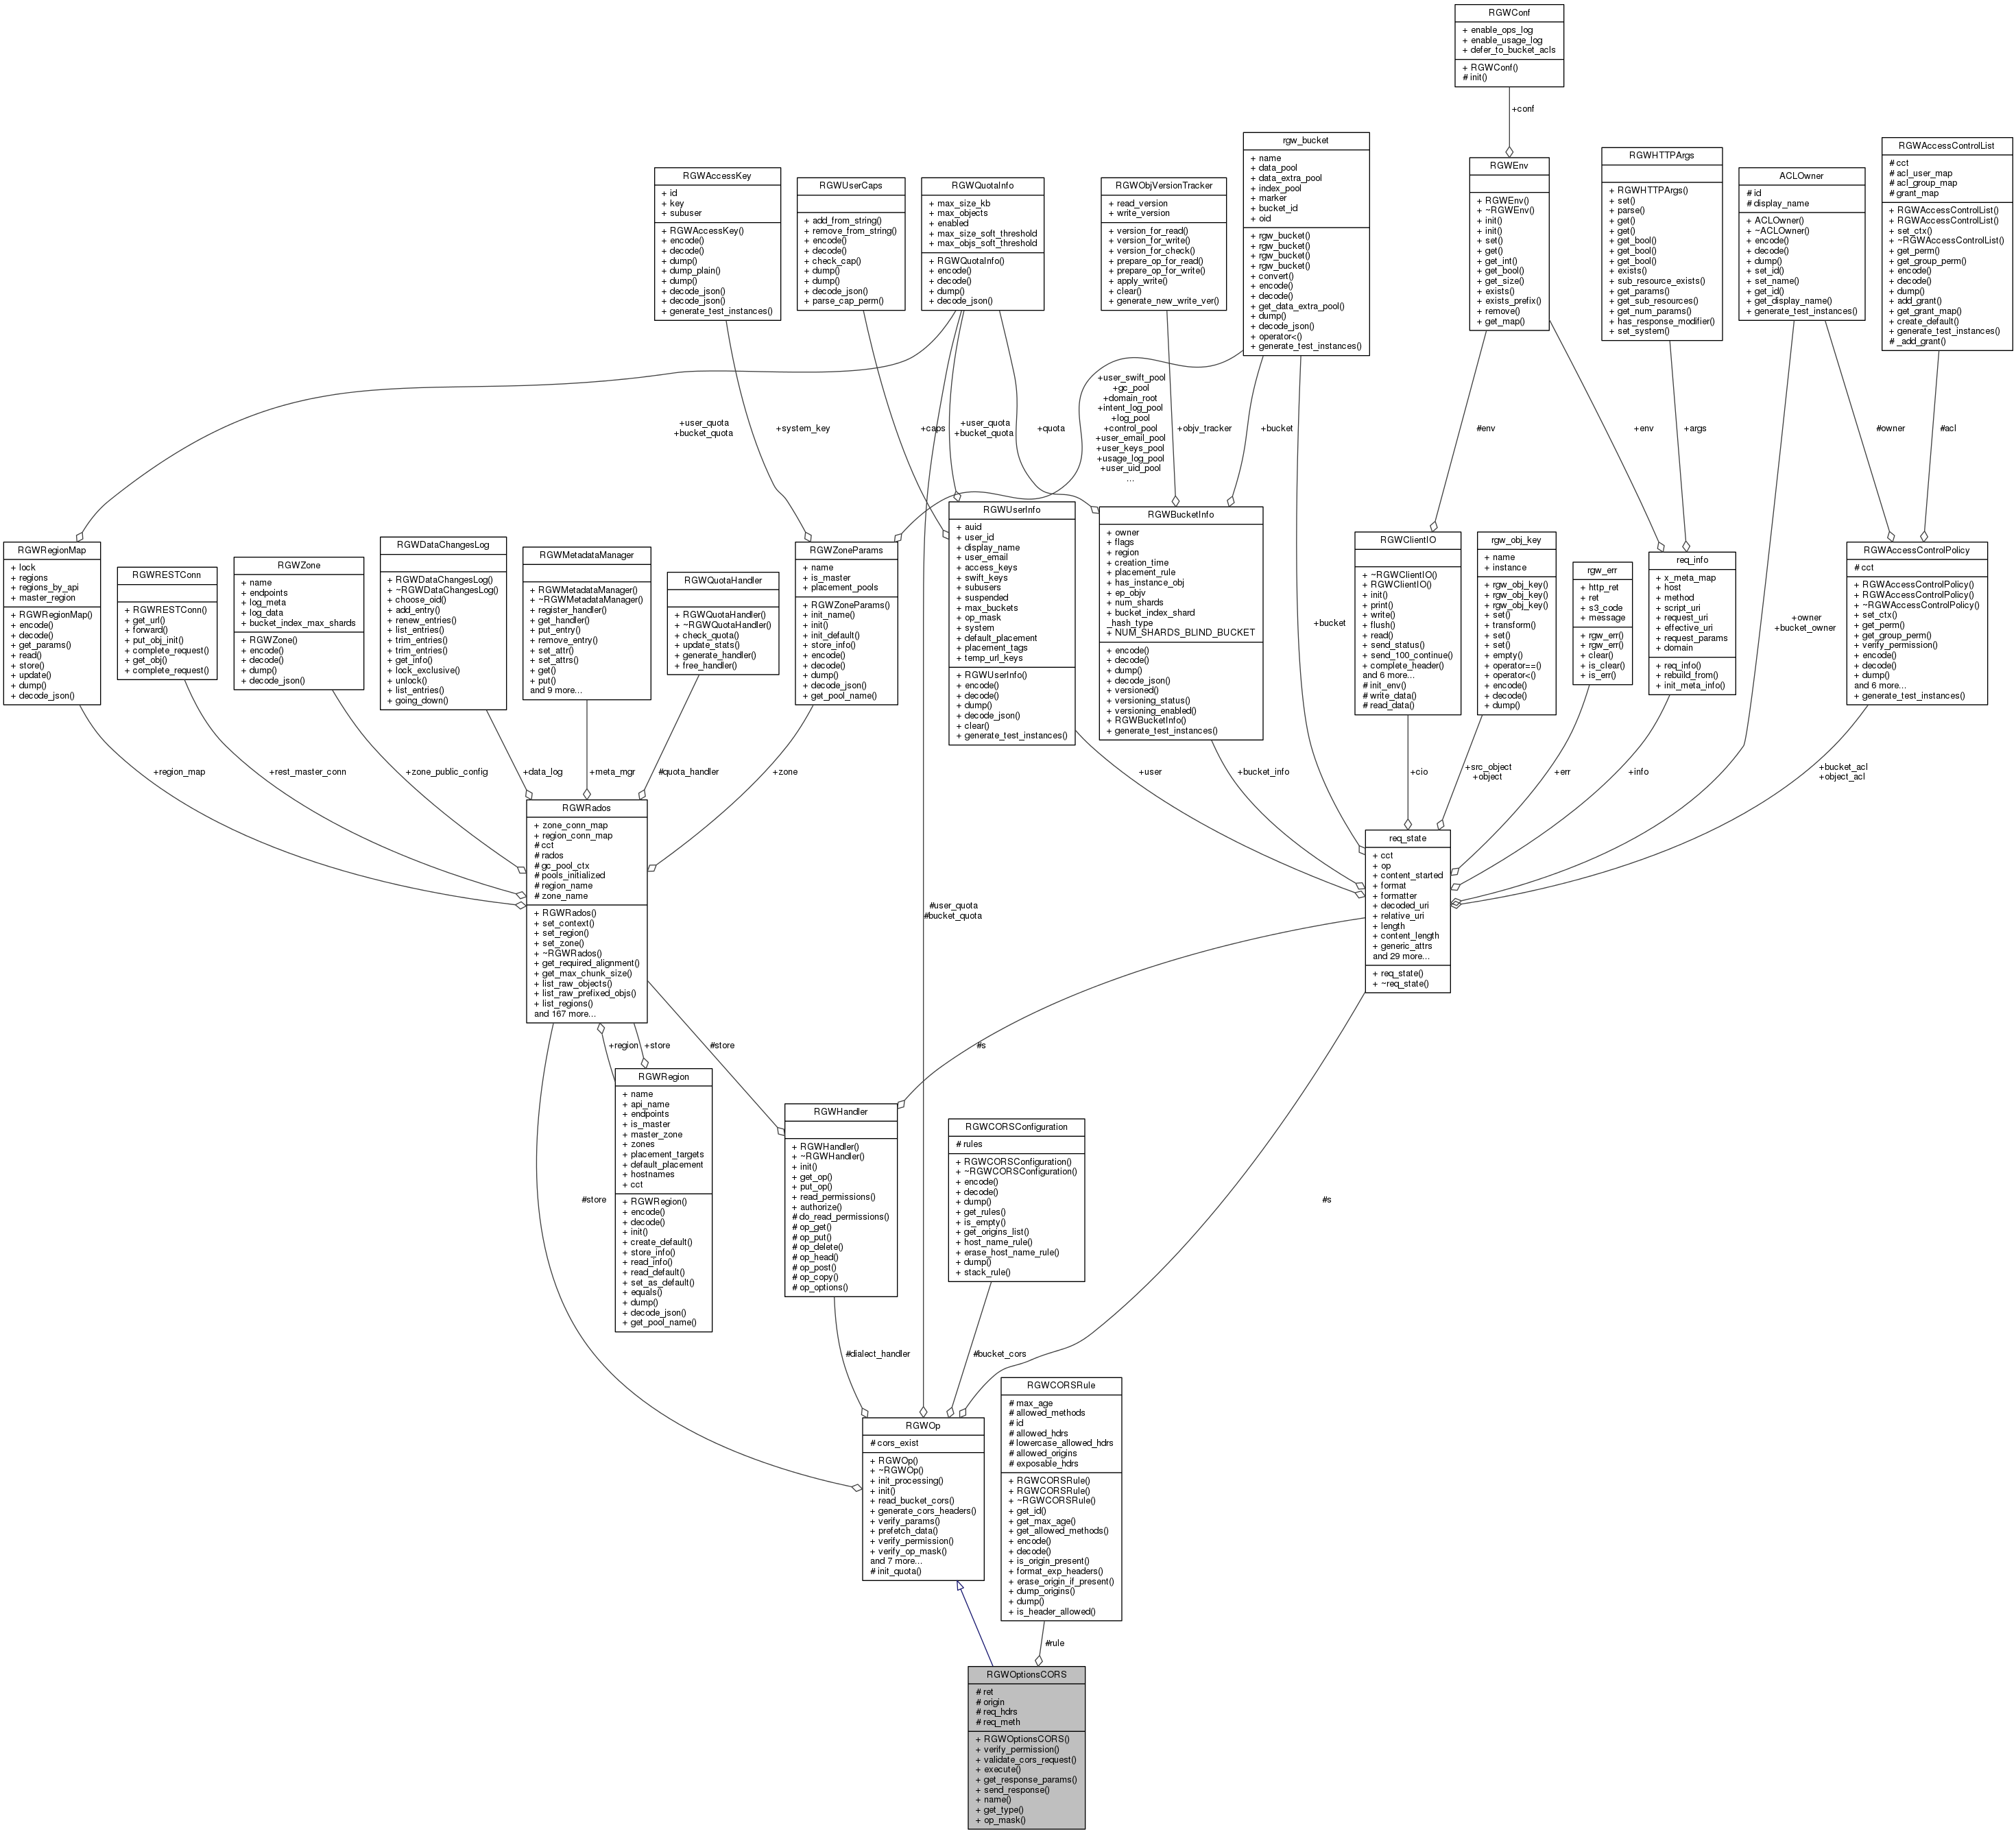 RGWConf
+ enable_ops_log
+ enable_usage_log
+ defer_to_bucket_acls
+ RGWConf()
# init()
+conf
RGWAccessKey
+ id
+ key
+ subuser
+ RGWAccessKey()
+ encode()
+ decode()
+ dump()
+ dump_plain()
+ dump()
+ decode_json()
+ decode_json()
+ generate_test_instances()
RGWUserCaps
+ add_from_string()
+ remove_from_string()
+ encode()
+ decode()
+ check_cap()
+ dump()
+ dump()
+ decode_json()
+ parse_cap_perm()
RGWQuotaInfo
+ max_size_kb
+ max_objects
+ enabled
+ max_size_soft_threshold
+ max_objs_soft_threshold
+ RGWQuotaInfo()
+ encode()
+ decode()
+ dump()
+ decode_json()
RGWObjVersionTracker
+ read_version
+ write_version
+ version_for_read()
+ version_for_write()
+ version_for_check()
+ prepare_op_for_read()
+ prepare_op_for_write()
+ apply_write()
+ clear()
+ generate_new_write_ver()
rgw_bucket
+ name
+ data_pool
+ data_extra_pool
+ index_pool
+ marker
+ bucket_id
+ oid
+ rgw_bucket()
+ rgw_bucket()
+ rgw_bucket()
+ rgw_bucket()
+ convert()
+ encode()
+ decode()
+ get_data_extra_pool()
+ dump()
+ decode_json()
+ operator<()
+ generate_test_instances()
RGWEnv
+ RGWEnv()
+ ~RGWEnv()
+ init()
+ init()
+ set()
+ get()
+ get_int()
+ get_bool()
+ get_size()
+ exists()
+ exists_prefix()
+ remove()
+ get_map()
RGWHTTPArgs
+ RGWHTTPArgs()
+ set()
+ parse()
+ get()
+ get()
+ get_bool()
+ get_bool()
+ get_bool()
+ exists()
+ sub_resource_exists()
+ get_params()
+ get_sub_resources()
+ get_num_params()
+ has_response_modifier()
+ set_system()
ACLOwner
# id
# display_name
+ ACLOwner()
+ ~ACLOwner()
+ encode()
+ decode()
+ dump()
+ set_id()
+ set_name()
+ get_id()
+ get_display_name()
+ generate_test_instances()
RGWAccessControlList
# cct
# acl_user_map
# acl_group_map
# grant_map
+ RGWAccessControlList()
+ RGWAccessControlList()
+ set_ctx()
+ ~RGWAccessControlList()
+ get_perm()
+ get_group_perm()
+ encode()
+ decode()
+ dump()
+ add_grant()
+ get_grant_map()
+ create_default()
+ generate_test_instances()
# _add_grant()
+user_quota
+bucket_quota
+system_key
+caps
+user_quota
+bucket_quota
+quota
+user_swift_pool
+gc_pool
+domain_root
+intent_log_pool
+log_pool
+control_pool
+user_email_pool
+user_keys_pool
+usage_log_pool
+user_uid_pool
...
+objv_tracker
+bucket
#env
+env
+args
#owner
#acl
RGWRegionMap
+ lock
+ regions
+ regions_by_api
+ master_region
+ RGWRegionMap()
+ encode()
+ decode()
+ get_params()
+ read()
+ store()
+ update()
+ dump()
+ decode_json()
RGWRESTConn
+ RGWRESTConn()
+ get_url()
+ forward()
+ put_obj_init()
+ complete_request()
+ get_obj()
+ complete_request()
RGWZone
+ name
+ endpoints
+ log_meta
+ log_data
+ bucket_index_max_shards
+ RGWZone()
+ encode()
+ decode()
+ dump()
+ decode_json()
RGWDataChangesLog
+ RGWDataChangesLog()
+ ~RGWDataChangesLog()
+ choose_oid()
+ add_entry()
+ renew_entries()
+ list_entries()
+ trim_entries()
+ trim_entries()
+ get_info()
+ lock_exclusive()
+ unlock()
+ list_entries()
+ going_down()
RGWMetadataManager
+ RGWMetadataManager()
+ ~RGWMetadataManager()
+ register_handler()
+ get_handler()
+ put_entry()
+ remove_entry()
+ set_attr()
+ set_attrs()
+ get()
+ put()
and 9 more...
RGWQuotaHandler
+ RGWQuotaHandler()
+ ~RGWQuotaHandler()
+ check_quota()
+ update_stats()
+ generate_handler()
+ free_handler()
RGWZoneParams
+ name
+ is_master
+ placement_pools
+ RGWZoneParams()
+ init_name()
+ init()
+ init_default()
+ store_info()
+ encode()
+ decode()
+ dump()
+ decode_json()
+ get_pool_name()
RGWUserInfo
+ auid
+ user_id
+ display_name
+ user_email
+ access_keys
+ swift_keys
+ subusers
+ suspended
+ max_buckets
+ op_mask
+ system
+ default_placement
+ placement_tags
+ temp_url_keys
+ RGWUserInfo()
+ encode()
+ decode()
+ dump()
+ decode_json()
+ clear()
+ generate_test_instances()
RGWBucketInfo
+ owner
+ flags
+ region
+ creation_time
+ placement_rule
+ has_instance_obj
+ ep_objv
+ num_shards
+ bucket_index_shard
_hash_type
+ NUM_SHARDS_BLIND_BUCKET
+ encode()
+ decode()
+ dump()
+ decode_json()
+ versioned()
+ versioning_status()
+ versioning_enabled()
+ RGWBucketInfo()
+ generate_test_instances()
+bucket
RGWClientIO
+ ~RGWClientIO()
+ RGWClientIO()
+ init()
+ print()
+ write()
+ flush()
+ read()
+ send_status()
+ send_100_continue()
+ complete_header()
and 6 more...
# init_env()
# write_data()
# read_data()
rgw_obj_key
+ name
+ instance
+ rgw_obj_key()
+ rgw_obj_key()
+ rgw_obj_key()
+ set()
+ transform()
+ set()
+ set()
+ empty()
+ operator==()
+ operator<()
+ encode()
+ decode()
+ dump()
rgw_err
+ http_ret
+ ret
+ s3_code
+ message
+ rgw_err()
+ rgw_err()
+ clear()
+ is_clear()
+ is_err()
req_info
+ x_meta_map
+ host
+ method
+ script_uri
+ request_uri
+ effective_uri
+ request_params
+ domain
+ req_info()
+ rebuild_from()
+ init_meta_info()
+owner
+bucket_owner
RGWAccessControlPolicy
# cct
+ RGWAccessControlPolicy()
+ RGWAccessControlPolicy()
+ ~RGWAccessControlPolicy()
+ set_ctx()
+ get_perm()
+ get_group_perm()
+ verify_permission()
+ encode()
+ decode()
+ dump()
and 6 more...
+ generate_test_instances()
+region_map
+rest_master_conn
+zone_public_config
+data_log
+meta_mgr
#quota_handler
+zone
+user
+bucket_info
+cio
+src_object
+object
+err
+info
+bucket_acl
+object_acl
RGWRados
+ zone_conn_map
+ region_conn_map
# cct
# rados
# gc_pool_ctx
# pools_initialized
# region_name
# zone_name
+ RGWRados()
+ set_context()
+ set_region()
+ set_zone()
+ ~RGWRados()
+ get_required_alignment()
+ get_max_chunk_size()
+ list_raw_objects()
+ list_raw_prefixed_objs()
+ list_regions()
and 167 more...
#user_quota
#bucket_quota
req_state
+ cct
+ op
+ content_started
+ format
+ formatter
+ decoded_uri
+ relative_uri
+ length
+ content_length
+ generic_attrs
and 29 more...
+ req_state()
+ ~req_state()
+region
+store
#store
#s
RGWRegion
+ name
+ api_name
+ endpoints
+ is_master
+ master_zone
+ zones
+ placement_targets
+ default_placement
+ hostnames
+ cct
+ RGWRegion()
+ encode()
+ decode()
+ init()
+ create_default()
+ store_info()
+ read_info()
+ read_default()
+ set_as_default()
+ equals()
+ dump()
+ decode_json()
+ get_pool_name()
RGWHandler
+ RGWHandler()
+ ~RGWHandler()
+ init()
+ get_op()
+ put_op()
+ read_permissions()
+ authorize()
# do_read_permissions()
# op_get()
# op_put()
# op_delete()
# op_head()
# op_post()
# op_copy()
# op_options()
RGWCORSConfiguration
# rules
+ RGWCORSConfiguration()
+ ~RGWCORSConfiguration()
+ encode()
+ decode()
+ dump()
+ get_rules()
+ is_empty()
+ get_origins_list()
+ host_name_rule()
+ erase_host_name_rule()
+ dump()
+ stack_rule()
#store
#s
#dialect_handler
#bucket_cors
RGWOp
# cors_exist
+ RGWOp()
+ ~RGWOp()
+ init_processing()
+ init()
+ read_bucket_cors()
+ generate_cors_headers()
+ verify_params()
+ prefetch_data()
+ verify_permission()
+ verify_op_mask()
and 7 more...
# init_quota()
RGWCORSRule
# max_age
# allowed_methods
# id
# allowed_hdrs
# lowercase_allowed_hdrs
# allowed_origins
# exposable_hdrs
+ RGWCORSRule()
+ RGWCORSRule()
+ ~RGWCORSRule()
+ get_id()
+ get_max_age()
+ get_allowed_methods()
+ encode()
+ decode()
+ is_origin_present()
+ format_exp_headers()
+ erase_origin_if_present()
+ dump_origins()
+ dump()
+ is_header_allowed()
#rule
RGWOptionsCORS
# ret
# origin
# req_hdrs
# req_meth
+ RGWOptionsCORS()
+ verify_permission()
+ validate_cors_request()
+ execute()
+ get_response_params()
+ send_response()
+ name()
+ get_type()
+ op_mask()